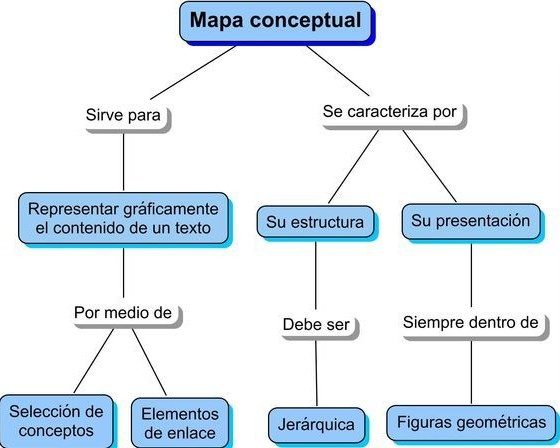 Mapa conceptual
Sirve para
Se caracteriza por
Representar gráficamente
el contenido de un texto
Su estructura
Su presentación
Por medio de
Debe ser
Siempre dentro de
Selección de
conceptos
Elementos
de enlace
Jerárquica
Figuras geométricas